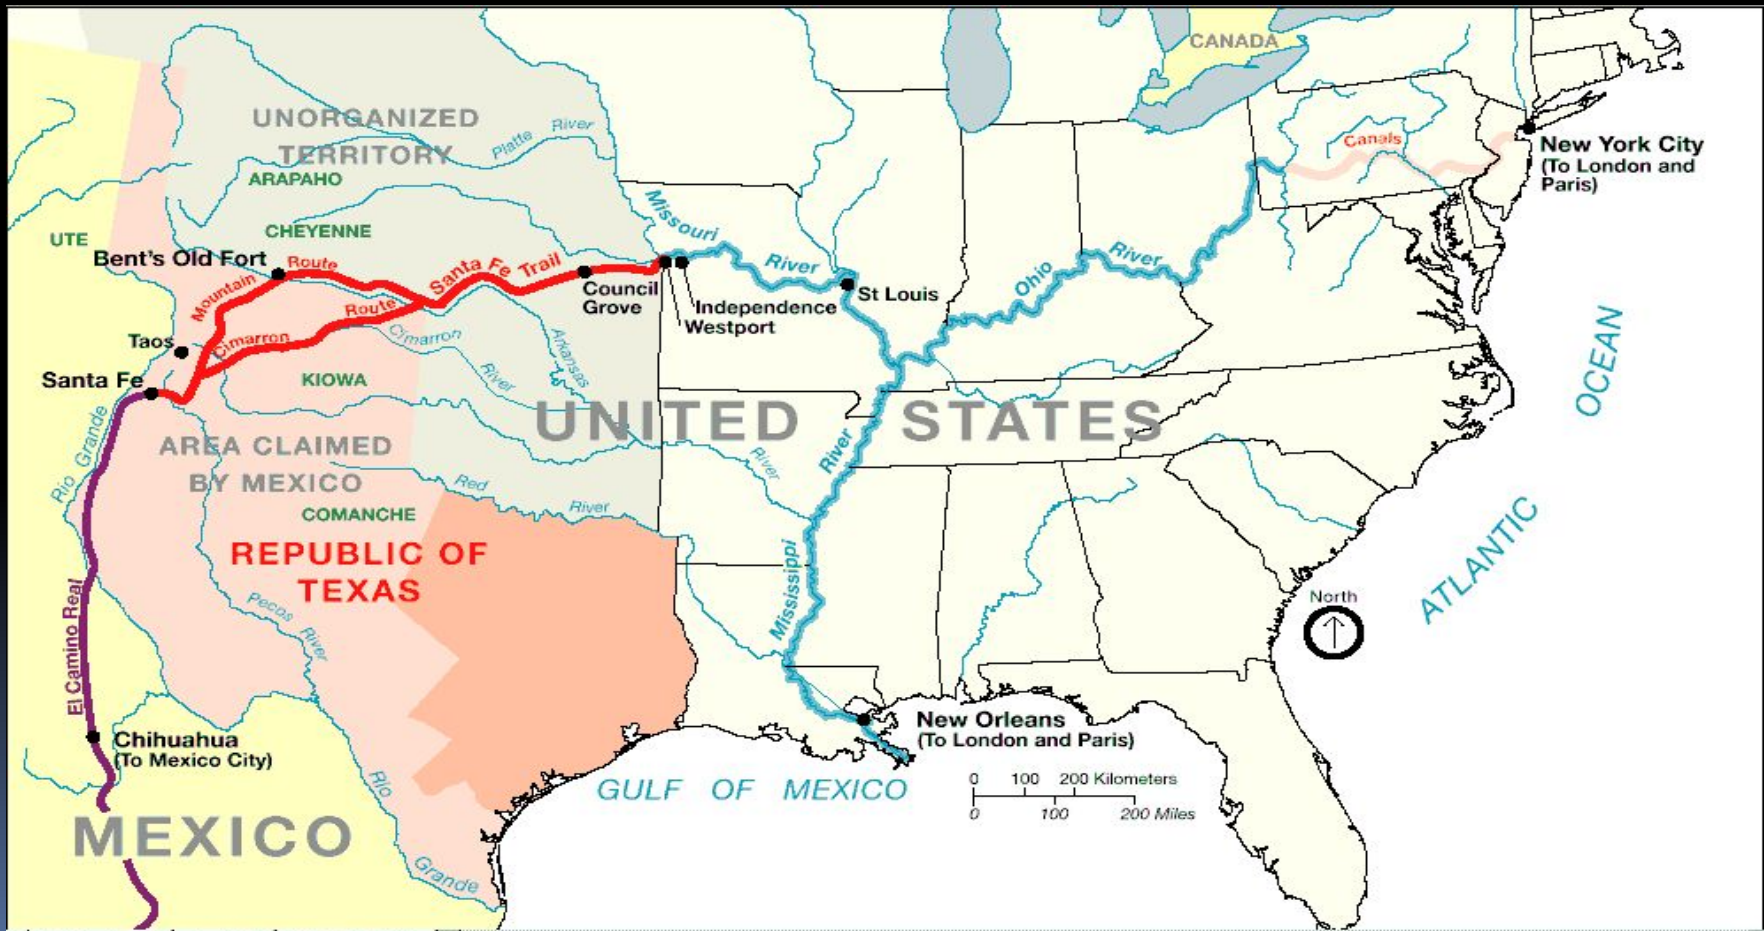 CANADA
UNORGANIZED
TERRITORY
Platte River
ARAPAHO
Canals
New York City
(To London and
Paris)
UTE
CHEYENNE
Missouri
River
Bent's Old Fort
Route
Mountain
Santa Fe Trail
Council
Grove
Independence
Westport
St Louis
Ohio
River
Route
Cimarron
Cimarron
River
Arkansas
River
Taos
Santa Fe
KIOWA
UNITED STATES
OCEAN
ATLANTIC
Rio Grande
AREA CLAIMED
BY MEXICO
Red
River
COMANCHE
REPUBLIC OF
TEXAS
Mississippi
River
North
Pecos
River
El Camino Real
Chihuahua
(To Mexico City)
New Orleans
(To London and Paris)
GULF OF MEXICO
0 100 200 Kilometers
0 100 200 Miles
Rio
Grande
MEXICO